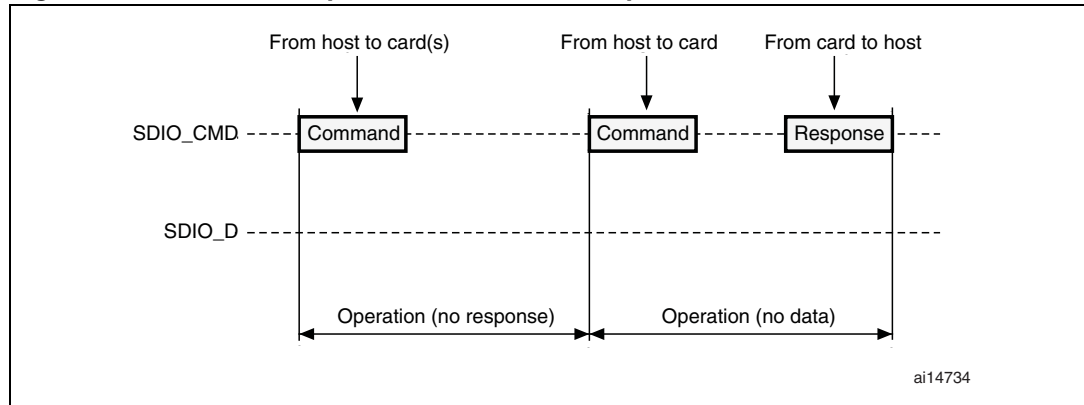 From host to card(s) From host to card From card to host
SDIO_CMD Command Command Response
SDIO_D
Operation (no response) Operation (no data)
ai14734